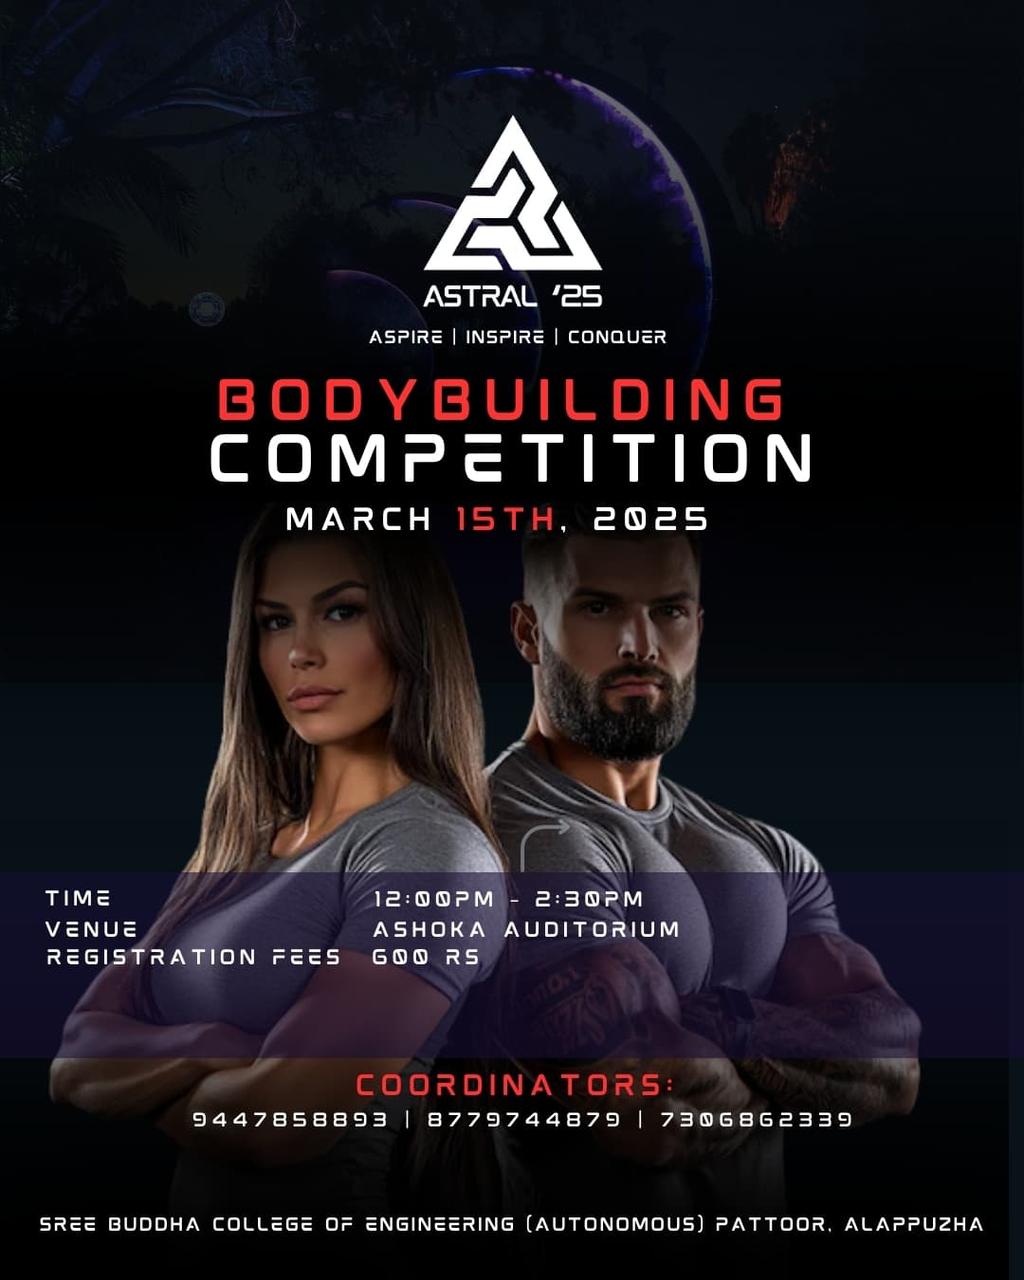 ASTRAL '25
ASPIRE | INSPIRE | CONQUER
BODYBUILDING
COMPETITION
MARCH 15TH, 2025
TIME 12:00PM - 2:30PM
VENUE ASHOKA AUDITORIUM
REGISTRATION FEES 600 RS
COORDINATORS:
9447858893 | 8779744879 | 7306862339
SREE BUDDHA COLLEGE OF ENGINEERING (AUTONOMOUS) PATTOOR, ALAPPUZHA